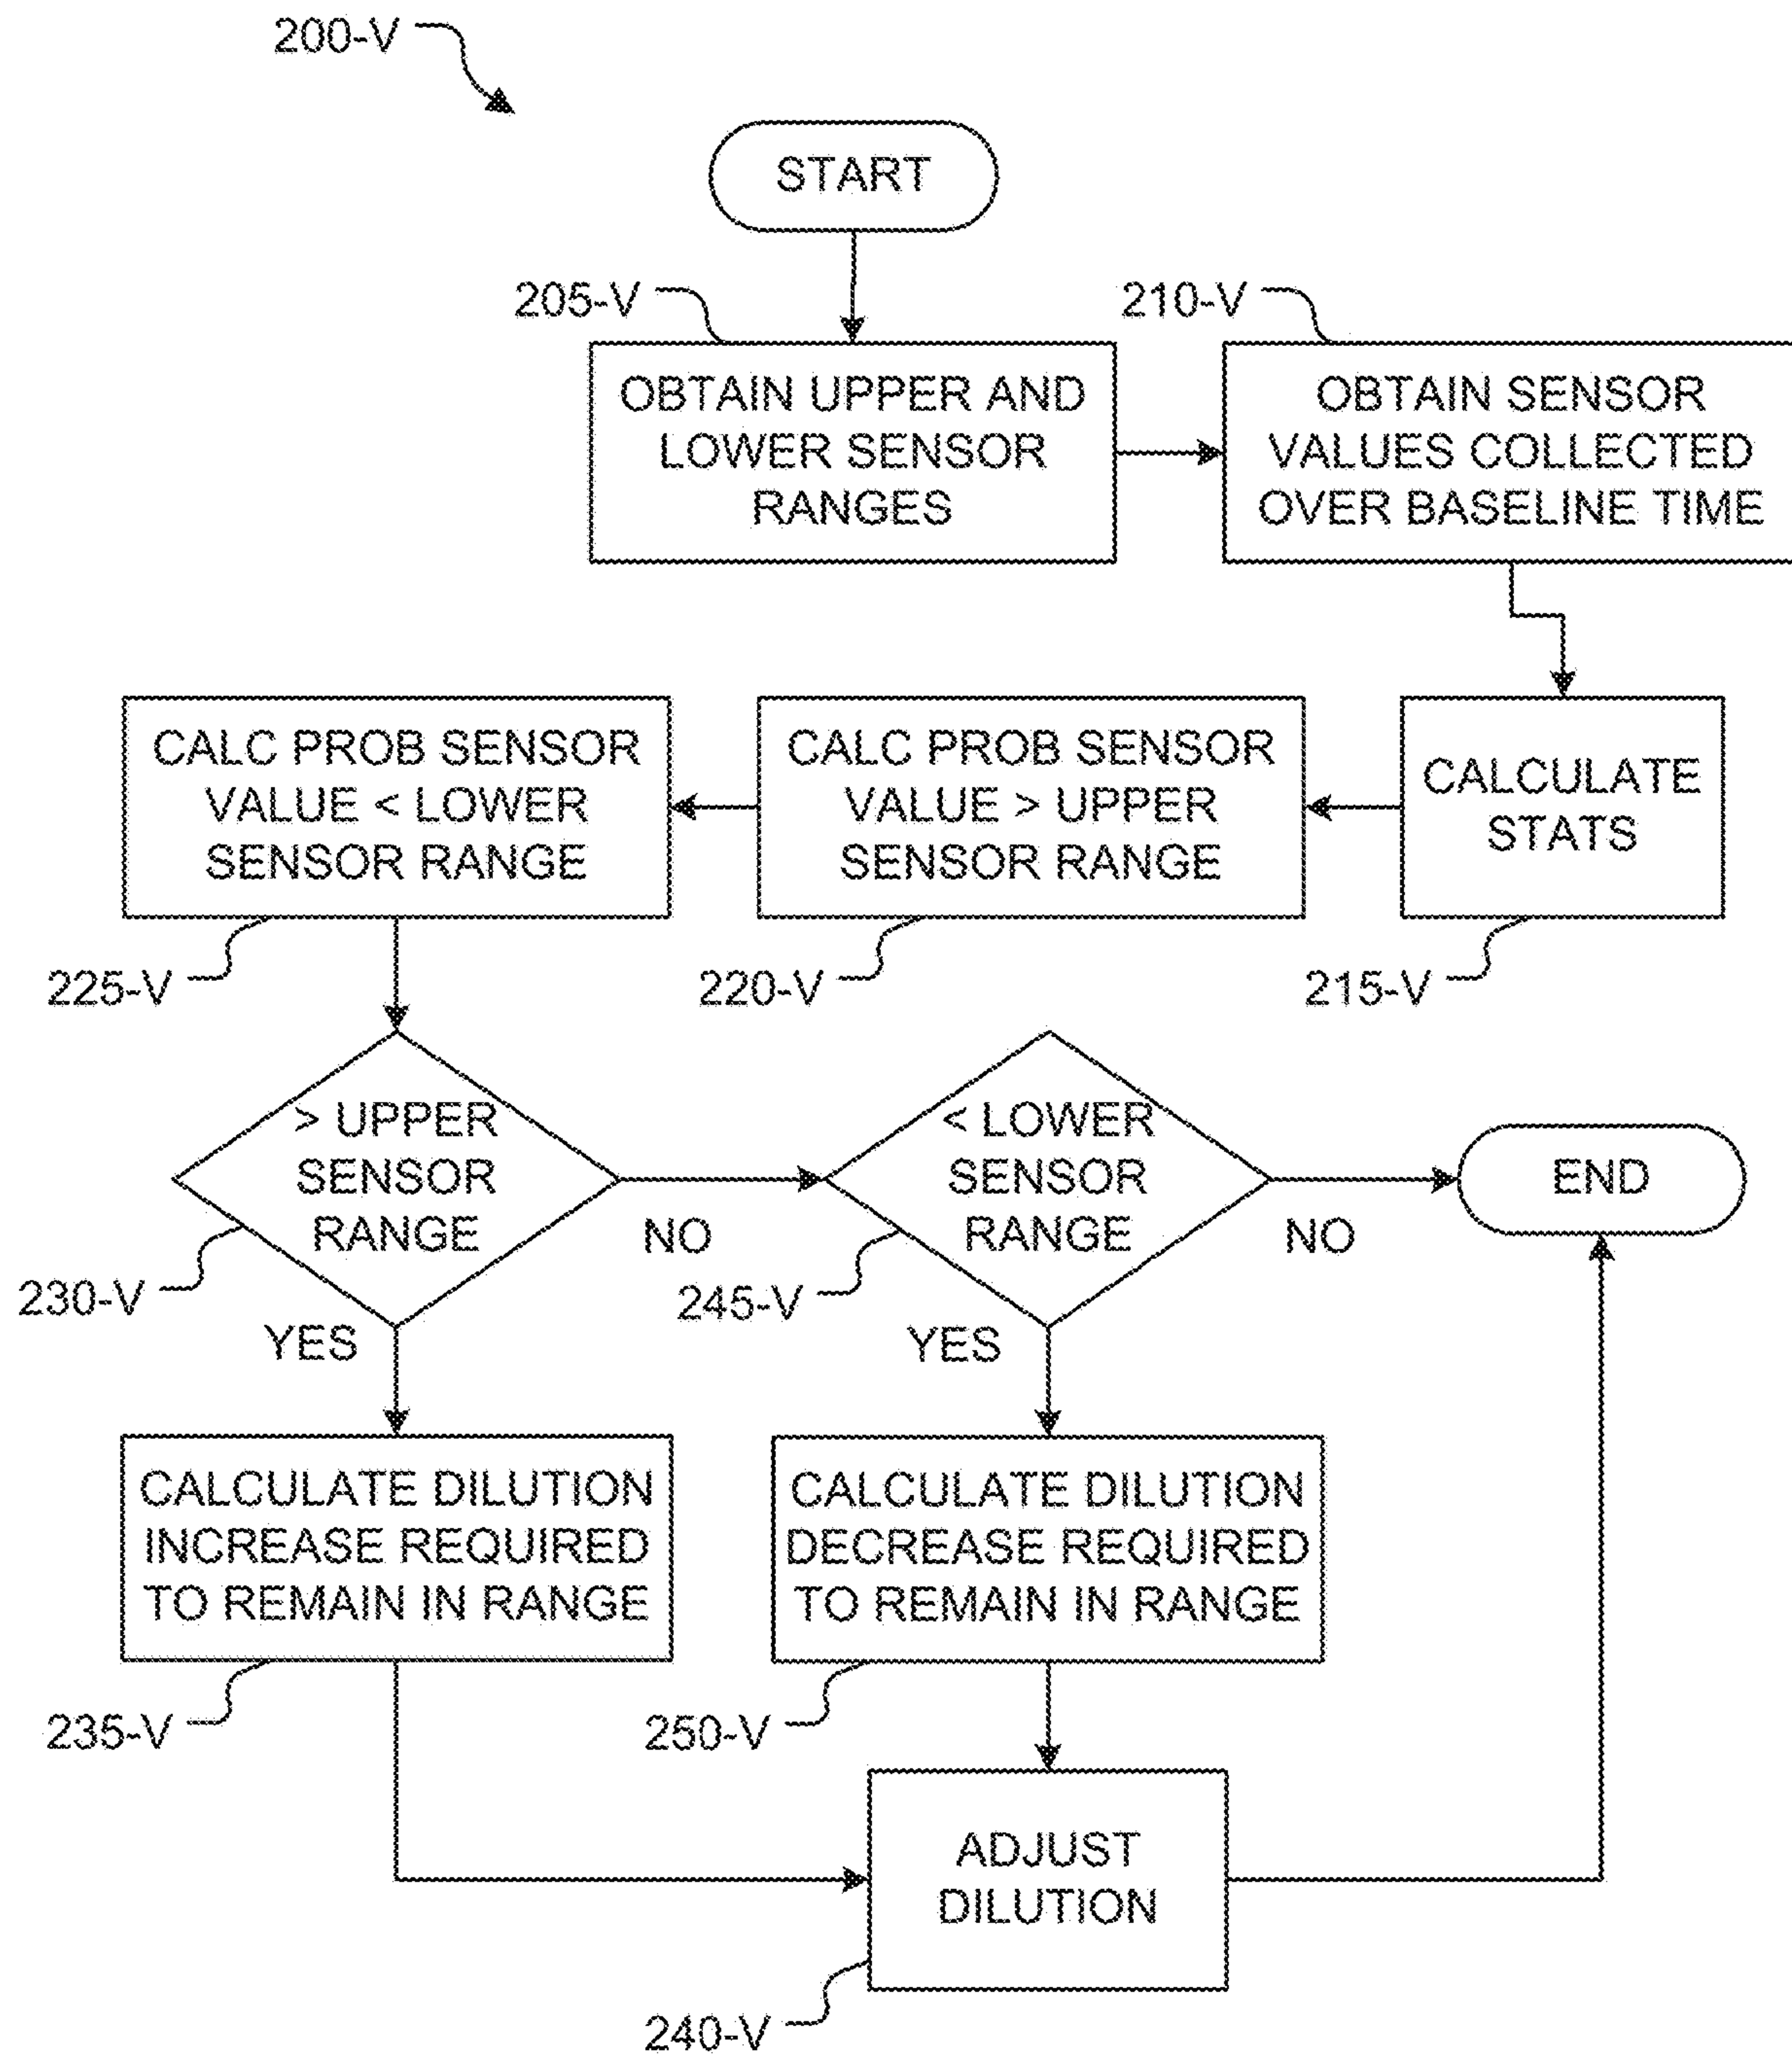 200-V
START
205-V
210-V
OBTAIN UPPER AND
LOWER SENSOR
RANGES
OBTAIN SENSOR
VALUES COLLECTED
OVER BASELINE TIME
CALC PROB SENSOR
VALUE < LOWER
SENSOR RANGE
CALC PROB SENSOR
VALUE > UPPER
SENSOR RANGE
CALCULATE
STATS
225-V
220-V
215-V
> UPPER
SENSOR
RANGE
< LOWER
SENSOR
RANGE
END
NO
NO
230-V
245-V
YES
YES
CALCULATE DILUTION
INCREASE REQUIRED
TO REMAIN IN RANGE
CALCULATE DILUTION
DECREASE REQUIRED
TO REMAIN IN RANGE
235-V
250-V
ADJUST
DILUTION
240-V